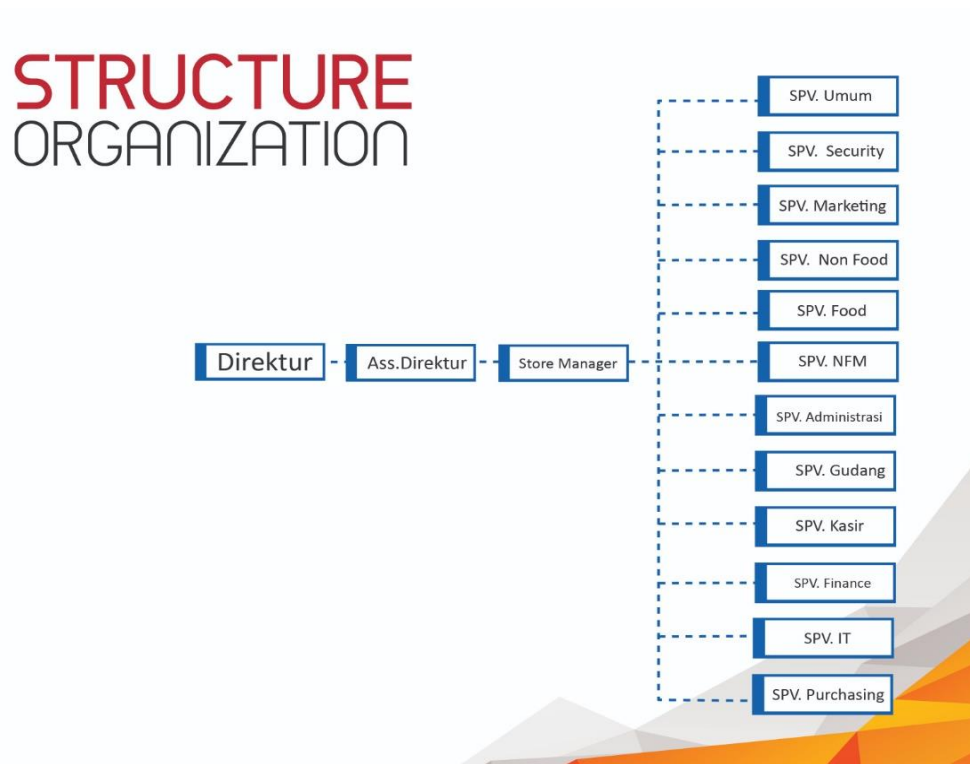 STRUCTURE
ORGANIZATION
Direktur
Ass.Direktur
Store Manager
SPV. Umum
SPV. Security
SPV. Marketing
SPV. Non Food
SPV. Food
SPV. NFM
SPV. Administrasi
SPV. Gudang
SPV. Kasir
SPV. Finance
SPV. IT
SPV. Purchasing